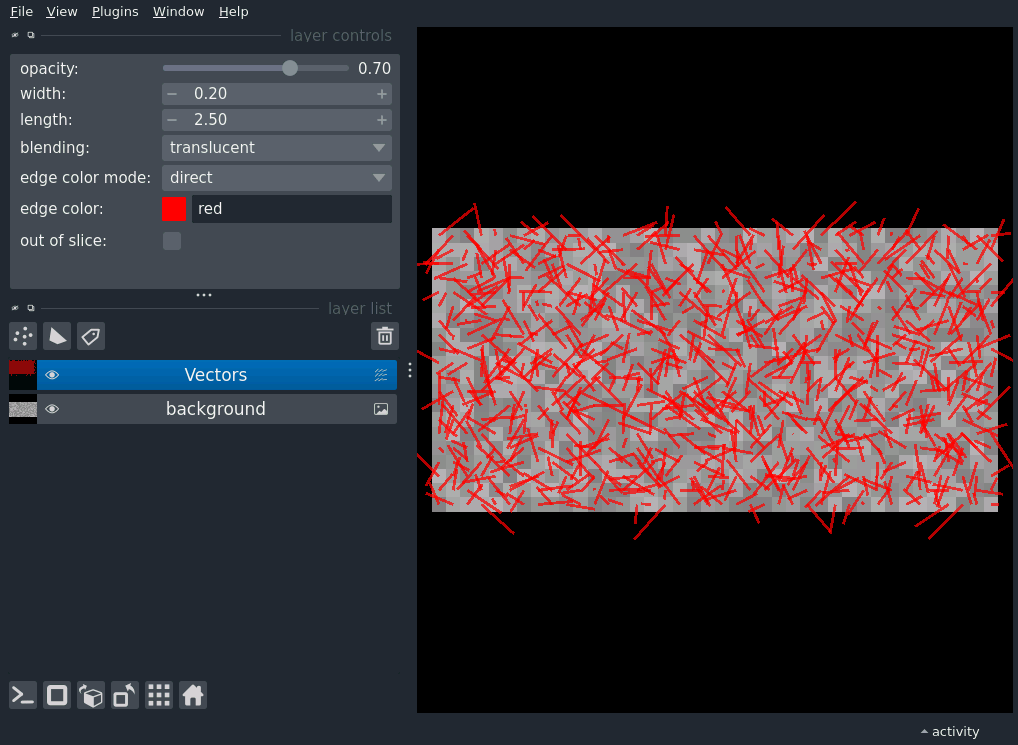 File View Plugins Window Help
layer controls
opacity: 0.70
width: 0.20
length: 2.50
blending: translucent
edge color mode: direct
edge color: red
out of slice:
layer list
Vectors
background
activity